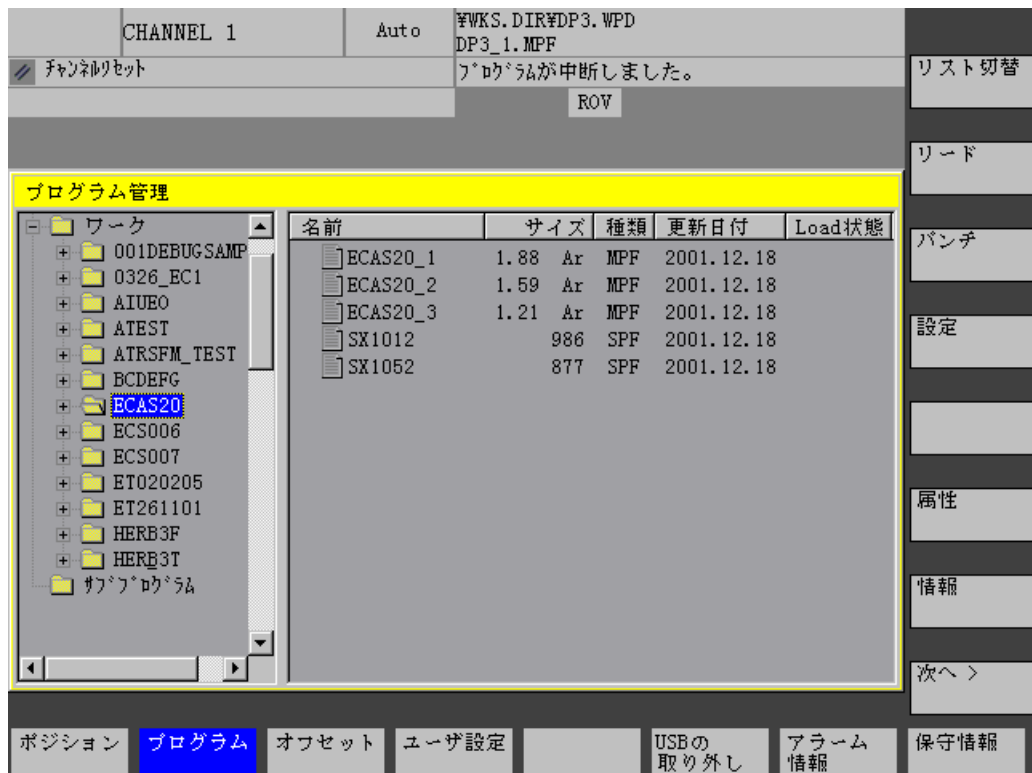 CHANNEL 1
Auto
¥WKS.DIR¥DP3.WPD
DP3_1.MPF
ﾁｬﾝﾈﾙﾘｾｯﾄ
ﾌﾟﾛｸﾞﾗﾑが中断しました。
ROV
プログラム管理
ワーク
001DEBUGSAMP
0326_EC1
AIUEO
ATEST
ATRSFM_TEST
BCDEFG
ECAS20
ECS006
ECS007
ET020205
ET261101
HERB3F
HERB3T
ｻﾌﾞﾌﾟﾛｸﾞﾗﾑ
名前 サイズ 種類 更新日付 Load状態
ECAS20_1 1.88 Ar MPF 2001.12.18
ECAS20_2 1.59 Ar MPF 2001.12.18
ECAS20_3 1.21 Ar MPF 2001.12.18
SX1012 986 SPF 2001.12.18
SX1052 877 SPF 2001.12.18
リスト切替
リード
パンチ
設定
属性
情報
次へ >
ポジション
プログラム
オフセット
ユーザ設定
USBの
取り外し
アラーム
情報
保守情報